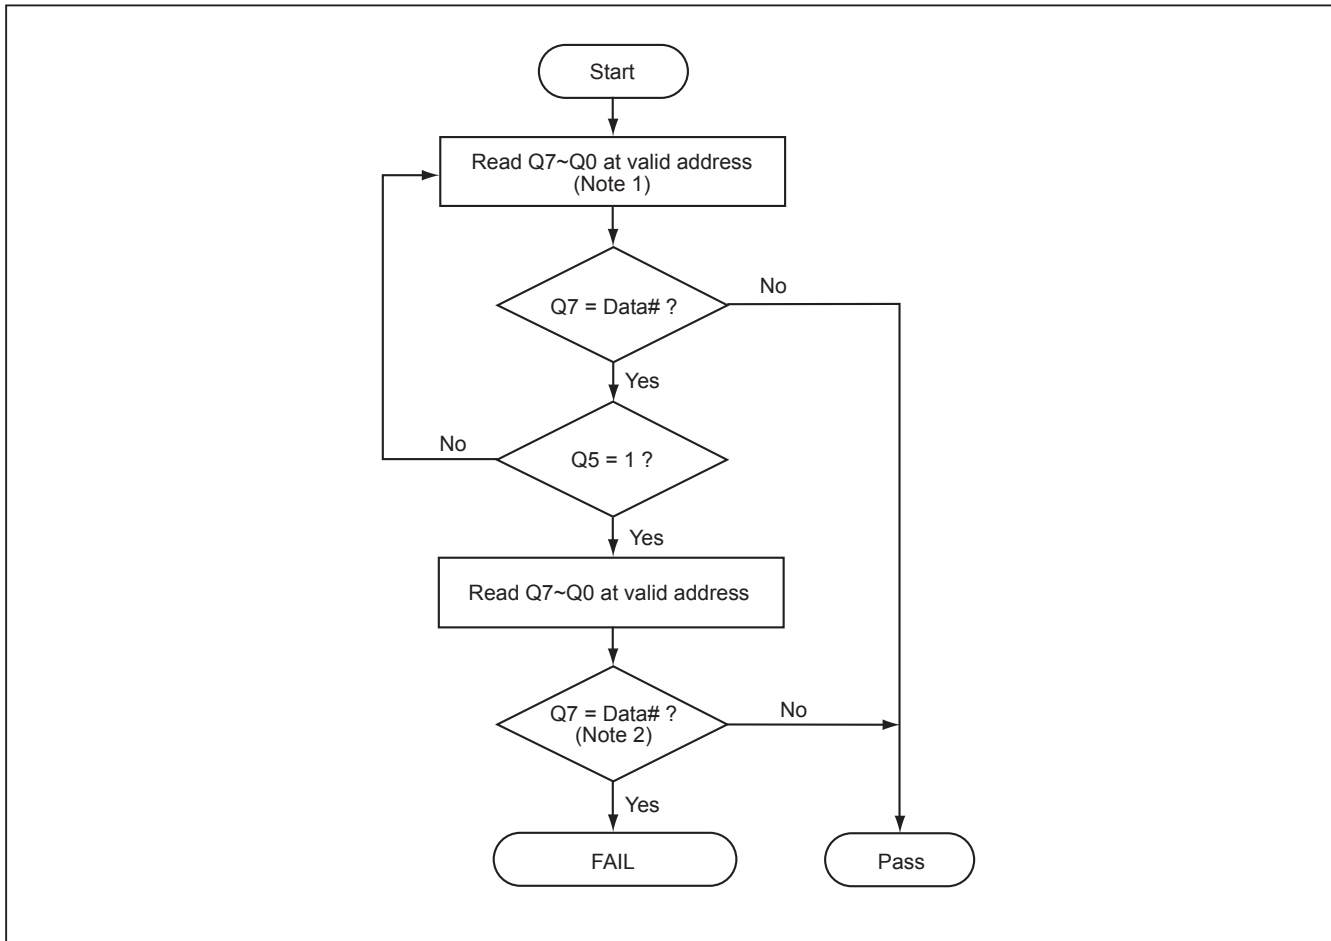 Start
Read Q7~Q0 at valid address
(Note 1)
Q7 = Data# ?
No
Yes
No
Q5 = 1 ?
Yes
Read Q7~Q0 at valid address
Q7 = Data# ?
(Note 2)
No
Yes
FAIL
Pass